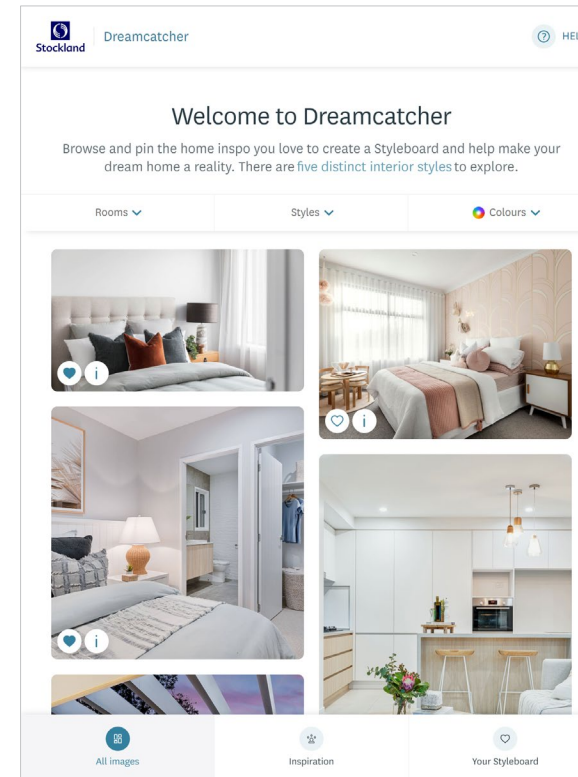 Stockland
Dreamcatcher
HEL
Welcome to Dreamcatcher
Browse and pin the home inspo you love to create a Styleboard and help make your
dream home a reality. There are five distinct interior styles to explore.
Rooms
Styles
Colours
i
i
i
All images
Inspiration
Your Styleboard